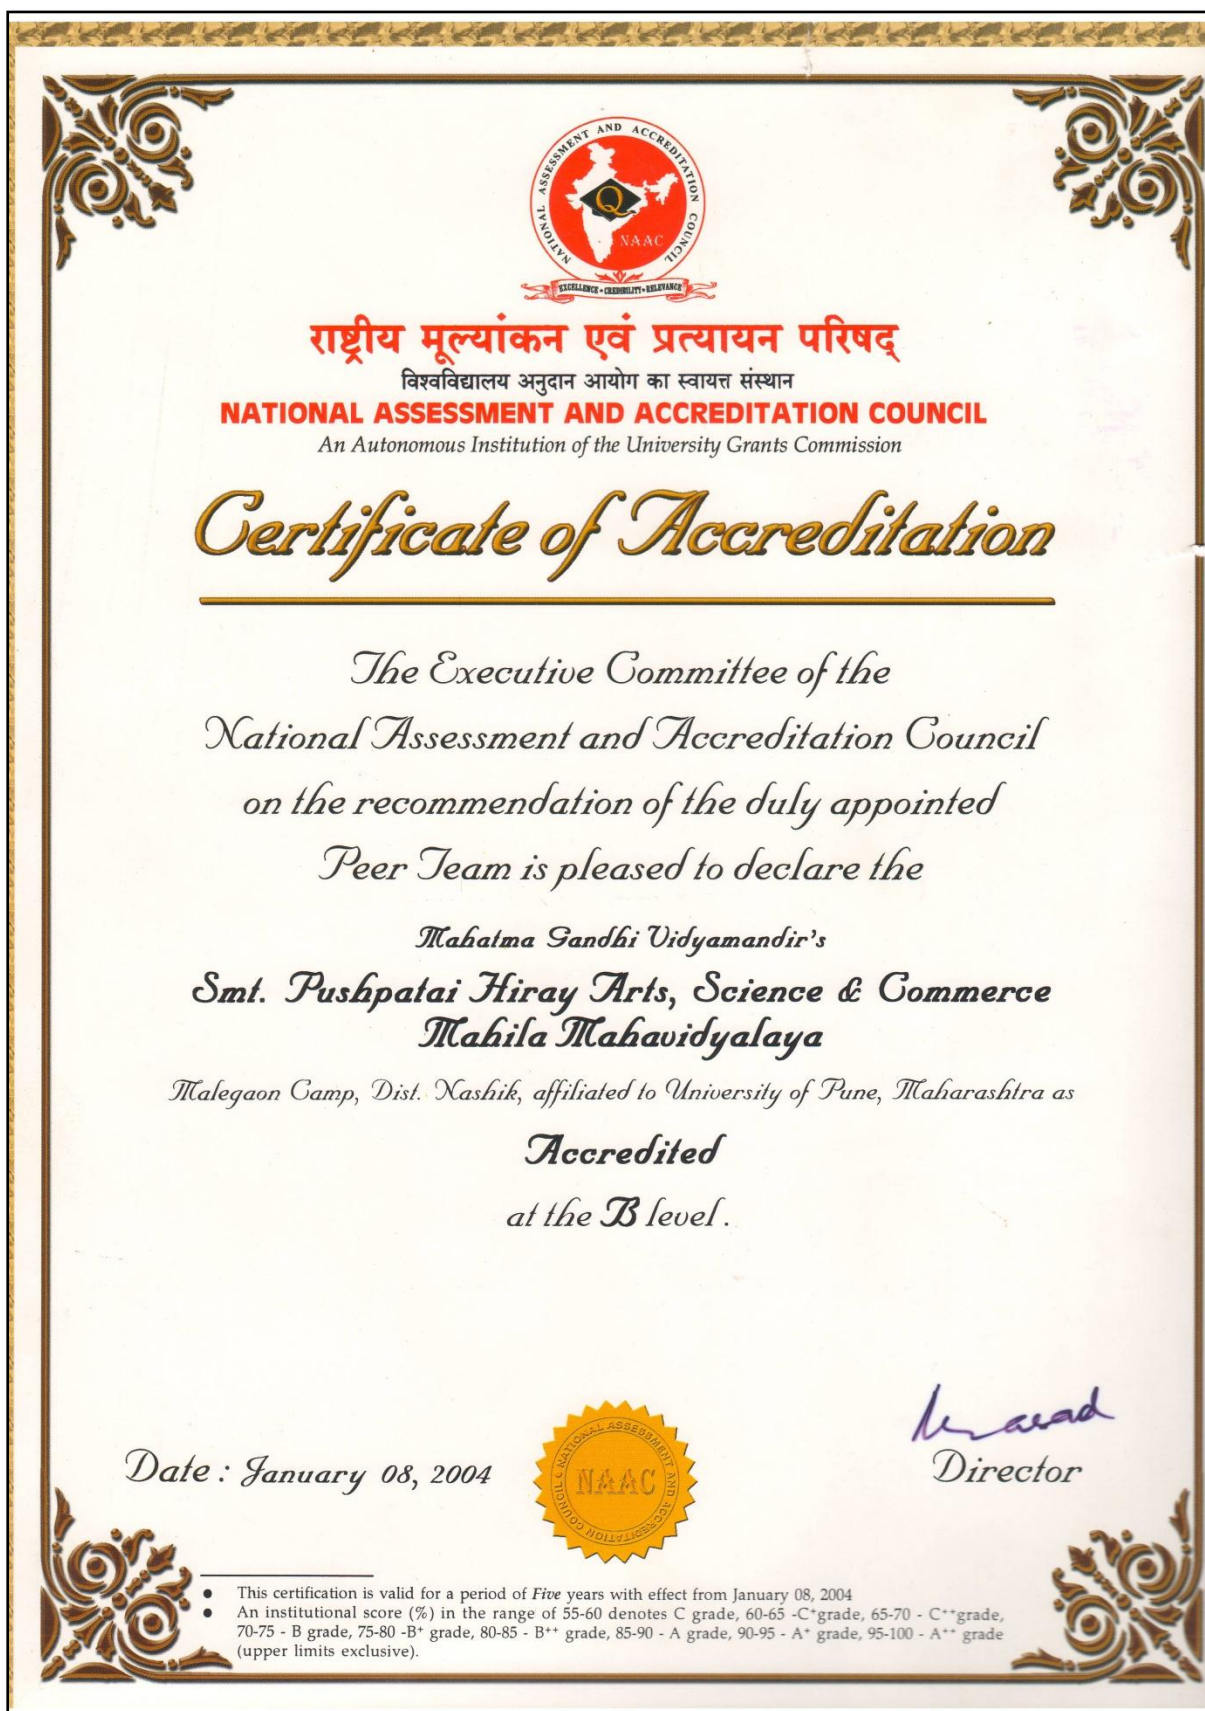 NATIONAL ASSESSMENT AND ACCREDITATION COUNCIL
Q
NAAC
EXCELLENCE • CREDIBILITY • RELEVANCE
राष्ट्रीय मूल्यांकन एवं प्रत्यायन परिषद्
विश्वविद्यालय अनुदान आयोग का स्वायत्त संस्थान
NATIONAL ASSESSMENT AND ACCREDITATION COUNCIL
An Autonomous Institution of the University Grants Commission
Certificate of Accreditation
The Executive Committee of the
National Assessment and Accreditation Council
on the recommendation of the duly appointed
Peer Team is pleased to declare the
Mahatma Gandhi Vidyamandir's
Smt. Pushpatai Hiray Arts, Science & Commerce
Mahila Mahavidyalaya
Malegaon Camp, Dist. Nashik, affiliated to University of Pune, Maharashtra as
Accredited
at the B level.
Date : January 08, 2004
NATIONAL ASSESSMENT AND ACCREDITATION COUNCIL
NAAC
Director
• This certification is valid for a period of Five years with effect from January 08, 2004
• An institutional score (%) in the range of 55-60 denotes C grade, 60-65 -C⁺grade, 65-70 - C⁺⁺grade,
70-75 - B grade, 75-80 -B⁺ grade, 80-85 - B⁺⁺ grade, 85-90 - A grade, 90-95 - A⁺ grade, 95-100 - A⁺⁺ grade
(upper limits exclusive).